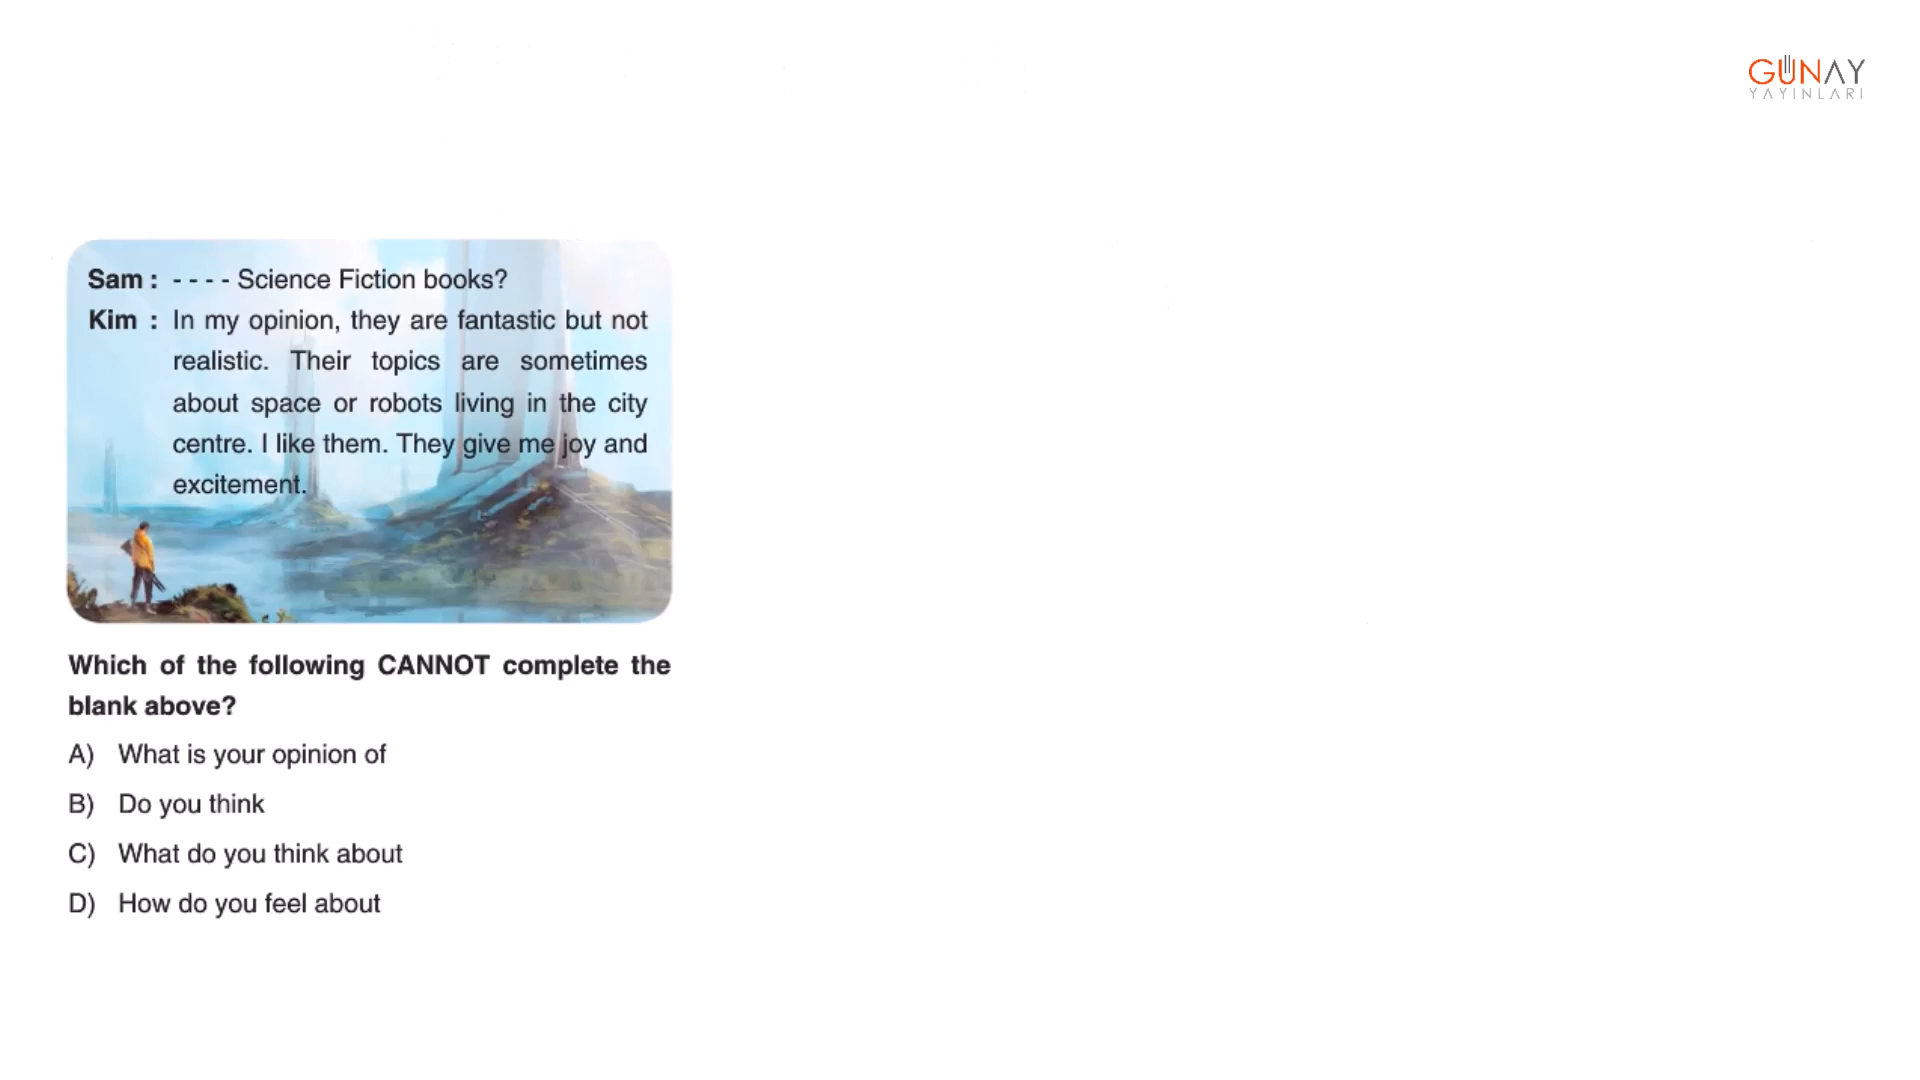 GÜNAY
YAYINLARI
Sam : - - - - Science Fiction books?
Kim : In my opinion, they are fantastic but not
realistic. Their topics are sometimes
about space or robots living in the city
centre. I like them. They give me joy and
excitement.
Which of the following CANNOT complete the
blank above?
A) What is your opinion of
B) Do you think
C) What do you think about
D) How do you feel about